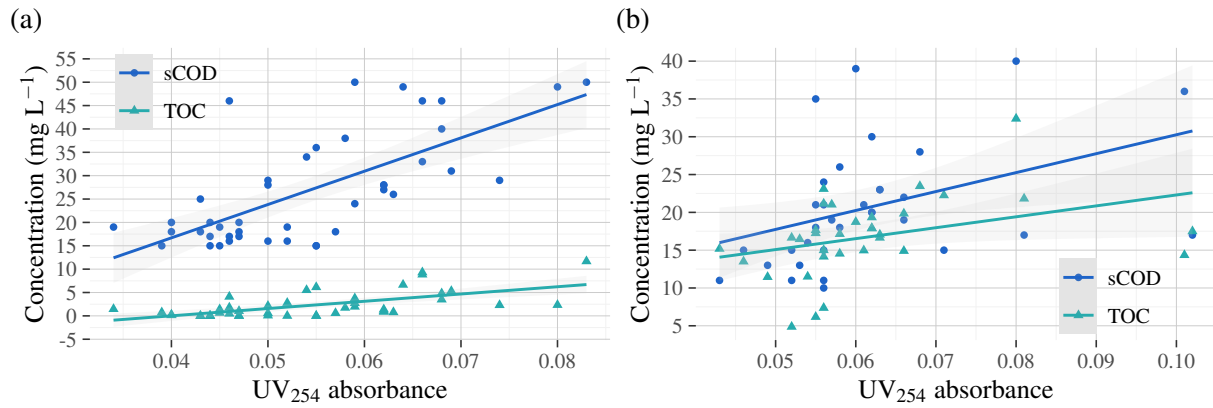 (a)
Concentration (mg L⁻¹)
55
50
45
40
35
30
25
20
15
10
5
0
-5
sCOD
TOC
0.04 0.05 0.06 0.07 0.08
UV₂₅₄ absorbance
(b)
Concentration (mg L⁻¹)
40
35
30
25
20
15
10
5
sCOD
TOC
0.05 0.06 0.07 0.08 0.09 0.10
UV₂₅₄ absorbance